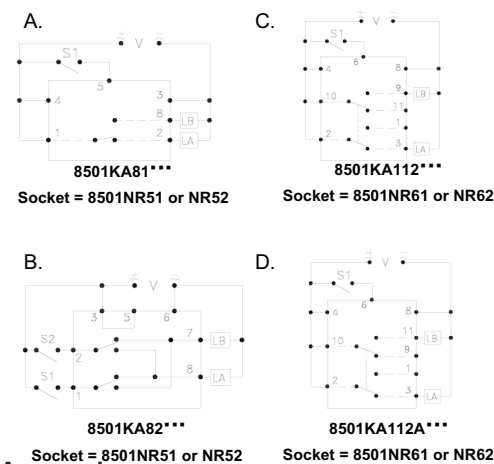 A.
V
S1
5
4
3
8
LB
1
2
LA
8501KA81▪▪▪
Socket = 8501NR51 or NR52
C.
V
S1
6
4
8
9
LB
10
11
1
2
3
LA
8501KA112▪▪▪
Socket = 8501NR61 or NR62
B.
V
3
5
6
S2
7
LB
2
S1
8
LA
1
8501KA82▪▪▪
Socket = 8501NR51 or NR52
D.
V
S1
6
4
8
11
LB
10
9
1
2
3
LA
8501KA112A▪▪▪
Socket = 8501NR61 or NR62